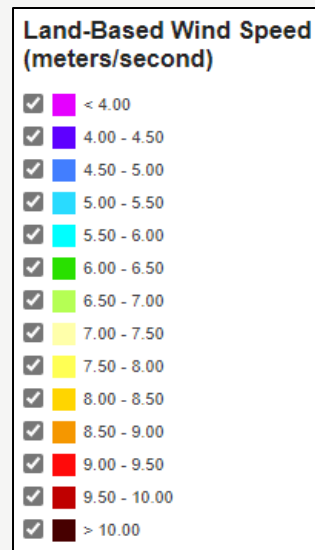 Land-Based Wind Speed
(meters/second)
< 4.00
4.00 - 4.50
4.50 - 5.00
5.00 - 5.50
5.50 - 6.00
6.00 - 6.50
6.50 - 7.00
7.00 - 7.50
7.50 - 8.00
8.00 - 8.50
8.50 - 9.00
9.00 - 9.50
9.50 - 10.00
> 10.00